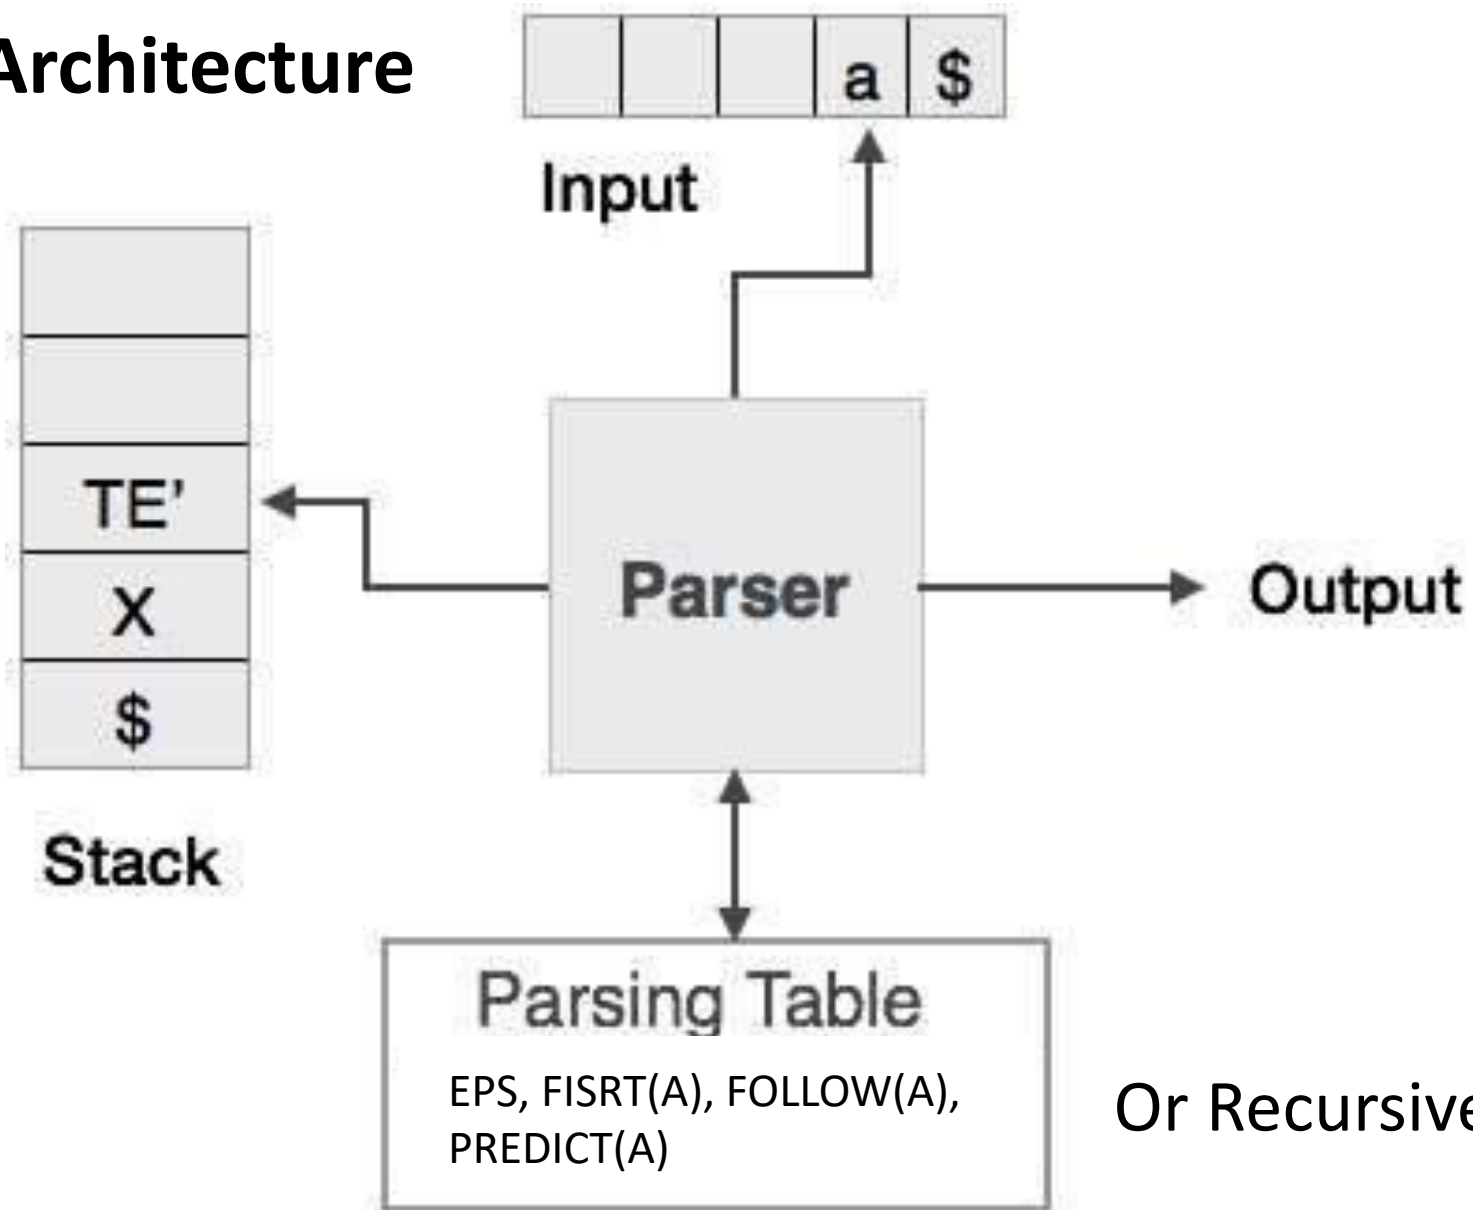 Architecture
a $
Input
TE’
X
$
Stack
Parser
Output
Parsing Table
EPS, FISRT(A), FOLLOW(A),
PREDICT(A)
Or Recursive